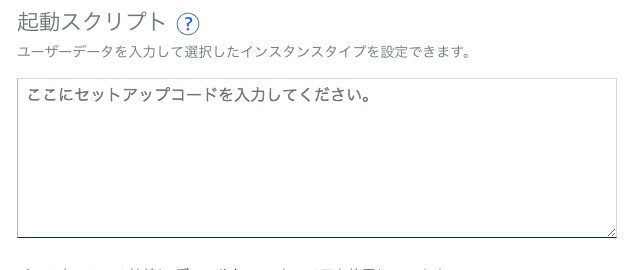 起動スクリプト ?
ユーザーデータを入力して選択したインスタンスタイプを設定できます。
ここにセットアップコードを入力してください。